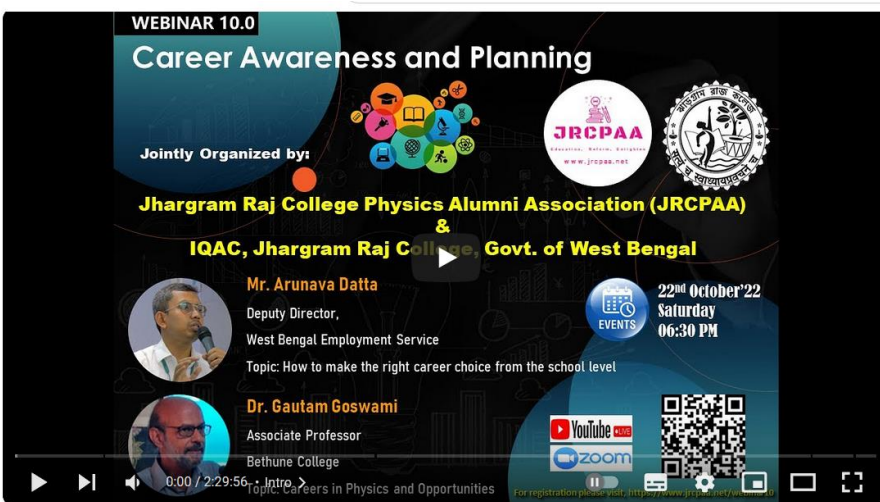 WEBINAR 10.0
Career Awareness and Planning
JRCPAA
Education, Reform, Enlighten
www.jrcpaa.net
ঝাড়গ্রাম রাজ কলেজ
Jointly Organized by:
Jhargram Raj College Physics Alumni Association (JRCPAA)
&
IQAC, Jhargram Raj College, Govt. of West Bengal
Mr. Arunava Datta
Deputy Director,
West Bengal Employment Service
Topic: How to make the right career choice from the school level
EVENTS
22nd October'22
Saturday
06:30 PM
Dr. Gautam Goswami
Associate Professor
Bethune College
Topic: Careers in Physics and Opportunities
YouTube LIVE
zoom
For registration please visit, https://www.jrcpaa.net/webinar10
0:00 / 2:29:56 • Intro >